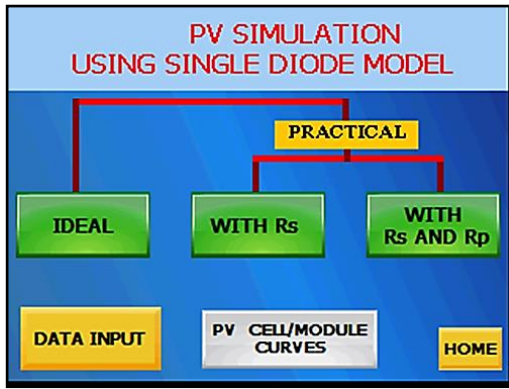 PV SIMULATION
USING SINGLE DIODE MODEL
PRACTICAL
IDEAL
WITH Rs
WITH
Rs AND Rp
DATA INPUT
PV CELL/MODULE
CURVES
HOME